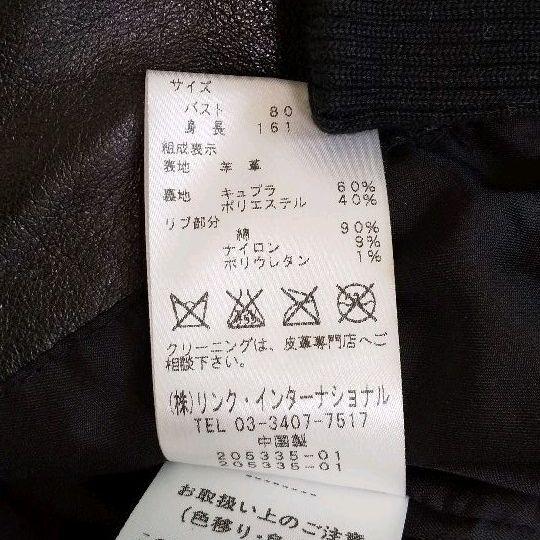 サイズ
バスト 80
身長 161
組成表示
表地 羊革
裏地 キュプラ 60%
ポリエステル 40%
リブ部分
綿 90%
ナイロン 9%
ポリウレタン 1%
クリーニングは、皮革専門店へご
相談下さい。
(株)リンク・インターナショナル
TEL 03-3407-7517
中国製
205335-01
205335-01
お取扱い上のご注意
(色移り・